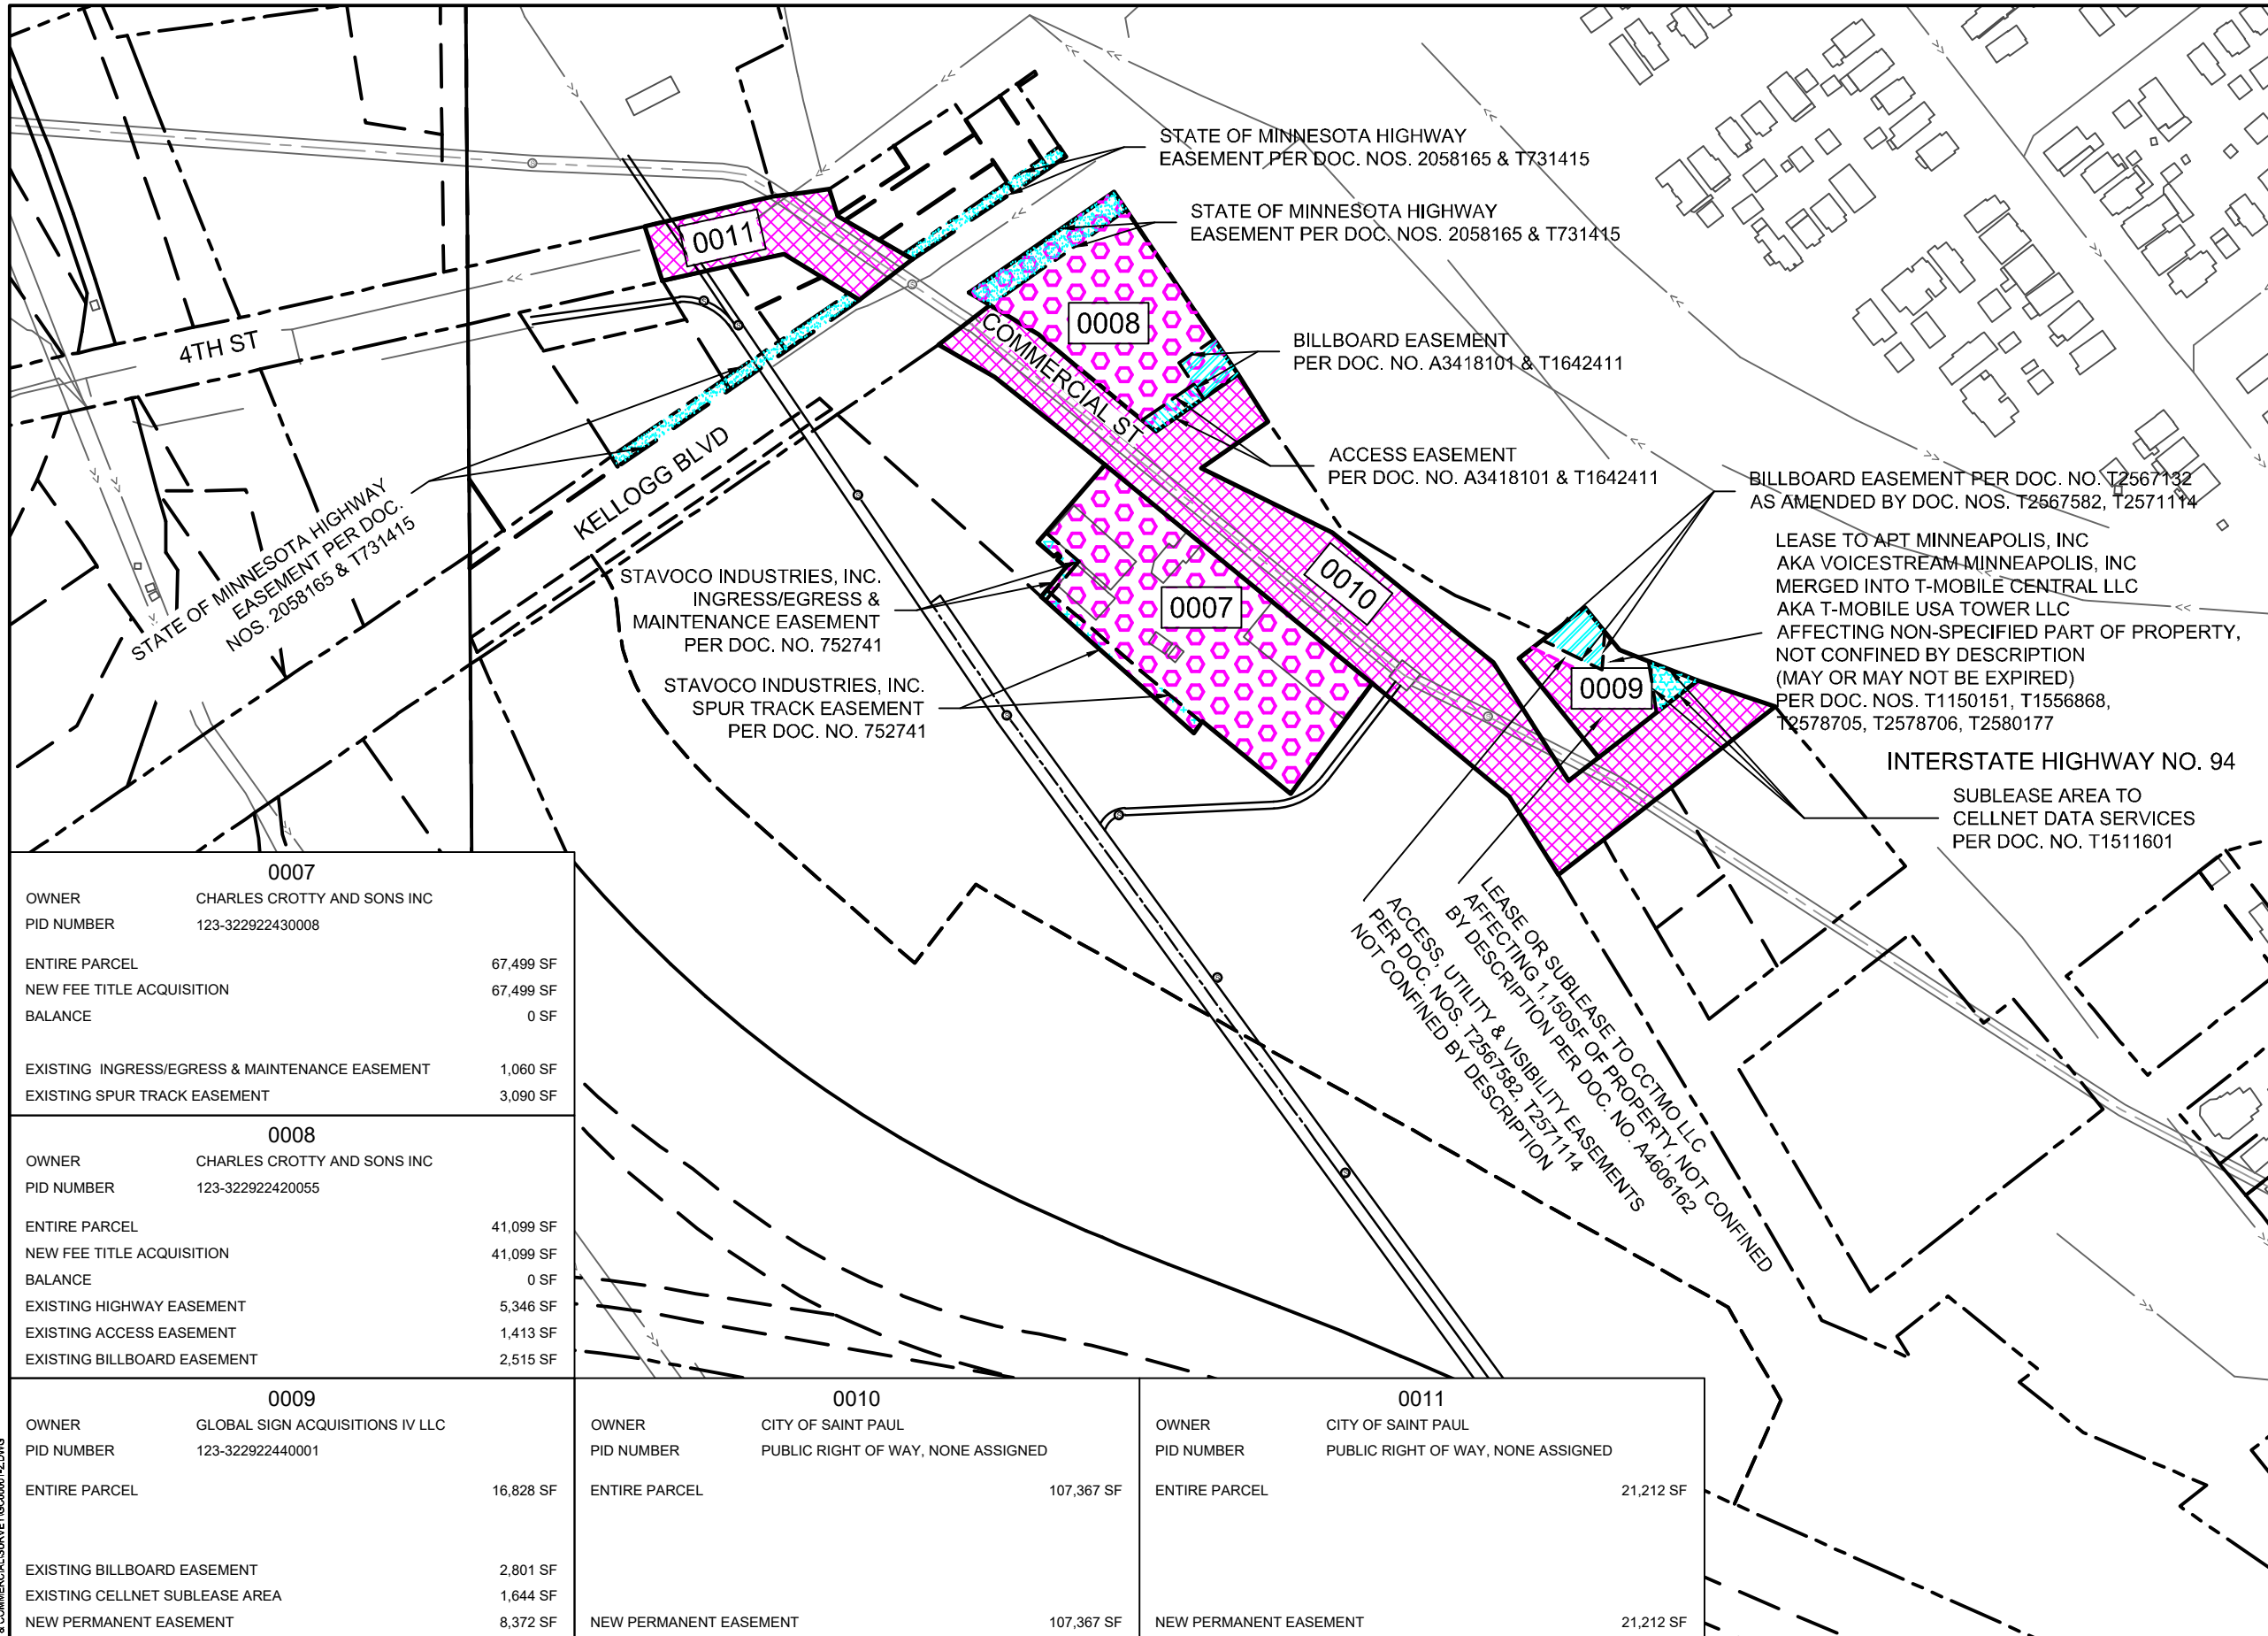 STATE OF MINNESOTA HIGHWAY
EASEMENT PER DOC. NOS. 2058165 & T731415
STATE OF MINNESOTA HIGHWAY
EASEMENT PER DOC. NOS. 2058165 & T731415
0011
0008
4TH ST
COMMERCIAL ST
BILLBOARD EASEMENT
PER DOC. NO. A3418101 & T1642411
KELLOGG BLVD
ACCESS EASEMENT
PER DOC. NO. A3418101 & T1642411
BILLBOARD EASEMENT PER DOC. NO. T2567132
AS AMENDED BY DOC. NOS. T2567582, T2571114
STATE OF MINNESOTA HIGHWAY
EASEMENT PER DOC.
NOS. 2058165 & T731415
LEASE TO APT MINNEAPOLIS, INC
AKA VOICESTREAM MINNEAPOLIS, INC
MERGED INTO T-MOBILE CENTRAL LLC
AKA T-MOBILE USA TOWER LLC
AFFECTING NON-SPECIFIED PART OF PROPERTY,
NOT CONFINED BY DESCRIPTION
(MAY OR MAY NOT BE EXPIRED)
PER DOC. NOS. T1150151, T1556868,
T2578705, T2578706, T2580177
STAVOCO INDUSTRIES, INC.
INGRESS/EGRESS &
MAINTENANCE EASEMENT
PER DOC. NO. 752741
0010
0007
0009
STAVOCO INDUSTRIES, INC.
SPUR TRACK EASEMENT
PER DOC. NO. 752741
INTERSTATE HIGHWAY NO. 94
SUBLEASE AREA TO
CELLNET DATA SERVICES
PER DOC. NO. T1511601
LEASE OR SUBLEASE TO CCTMO LLC
AFFECTING 1,150SF OF PROPERTY, NOT CONFINED
BY DESCRIPTION PER DOC. NO. A4606162
ACCESS, UTILITY & VISIBILITY EASEMENTS
PER DOC. NOS. T2567582, T2571114
NOT CONFINED BY DESCRIPTION
0007
OWNER CHARLES CROTTY AND SONS INC
PID NUMBER 123-322922430008
ENTIRE PARCEL 67,499 SF
NEW FEE TITLE ACQUISITION 67,499 SF
BALANCE 0 SF
EXISTING INGRESS/EGRESS & MAINTENANCE EASEMENT 1,060 SF
EXISTING SPUR TRACK EASEMENT 3,090 SF
0008
OWNER CHARLES CROTTY AND SONS INC
PID NUMBER 123-322922420055
ENTIRE PARCEL 41,099 SF
NEW FEE TITLE ACQUISITION 41,099 SF
BALANCE 0 SF
EXISTING HIGHWAY EASEMENT 5,346 SF
EXISTING ACCESS EASEMENT 1,413 SF
EXISTING BILLBOARD EASEMENT 2,515 SF
0009
OWNER GLOBAL SIGN ACQUISITIONS IV LLC
PID NUMBER 123-322922440001
ENTIRE PARCEL 16,828 SF
EXISTING BILLBOARD EASEMENT 2,801 SF
EXISTING CELLNET SUBLEASE AREA 1,644 SF
NEW PERMANENT EASEMENT 8,372 SF
0010
OWNER CITY OF SAINT PAUL
PID NUMBER PUBLIC RIGHT OF WAY, NONE ASSIGNED
ENTIRE PARCEL 107,367 SF
NEW PERMANENT EASEMENT 107,367 SF
0011
OWNER CITY OF SAINT PAUL
PID NUMBER PUBLIC RIGHT OF WAY, NONE ASSIGNED
ENTIRE PARCEL 21,212 SF
NEW PERMANENT EASEMENT 21,212 SF